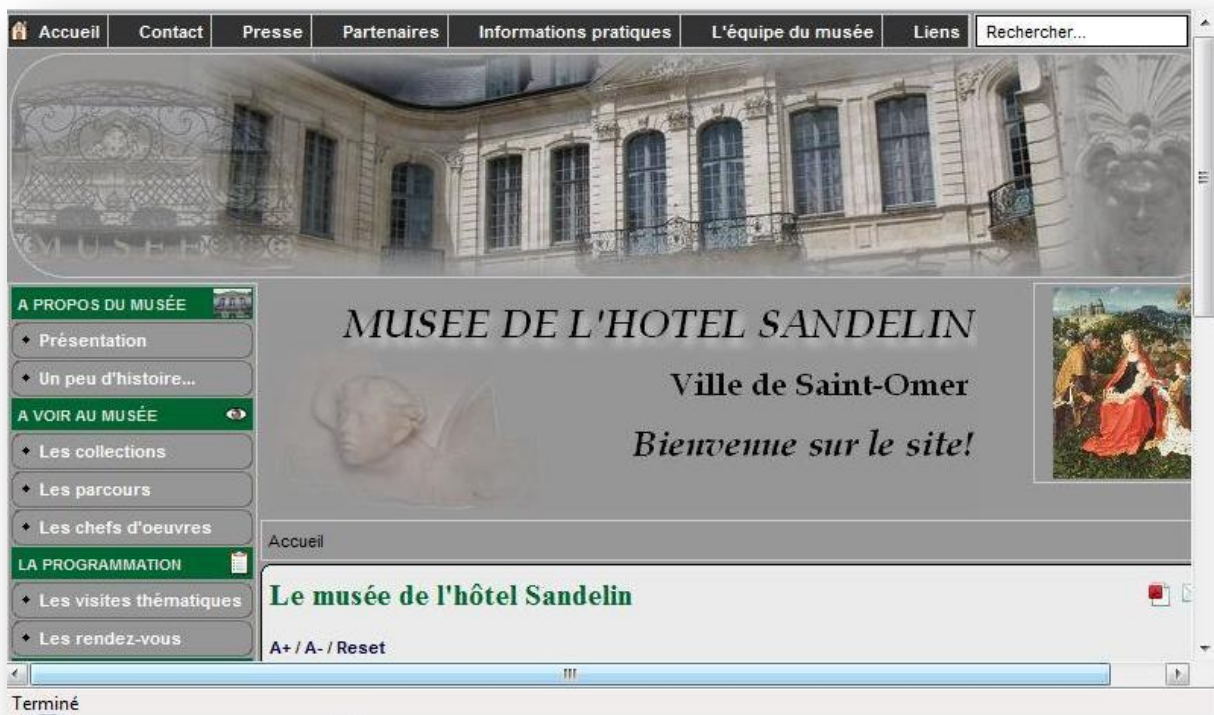 Accueil Contact Presse Partenaires Informations pratiques L'équipe du musée Liens Rechercher...
MUSEE
A PROPOS DU MUSÉE
Présentation
Un peu d'histoire...
A VOIR AU MUSÉE
Les collections
Les parcours
Les chefs d'oeuvres
LA PROGRAMMATION
Les visites thématiques
Les rendez-vous
MUSEE DE L'HOTEL SANDELIN
Ville de Saint-Omer
Bienvenue sur le site!
Accueil
Le musée de l'hôtel Sandelin
A+ / A- / Reset
Terminé